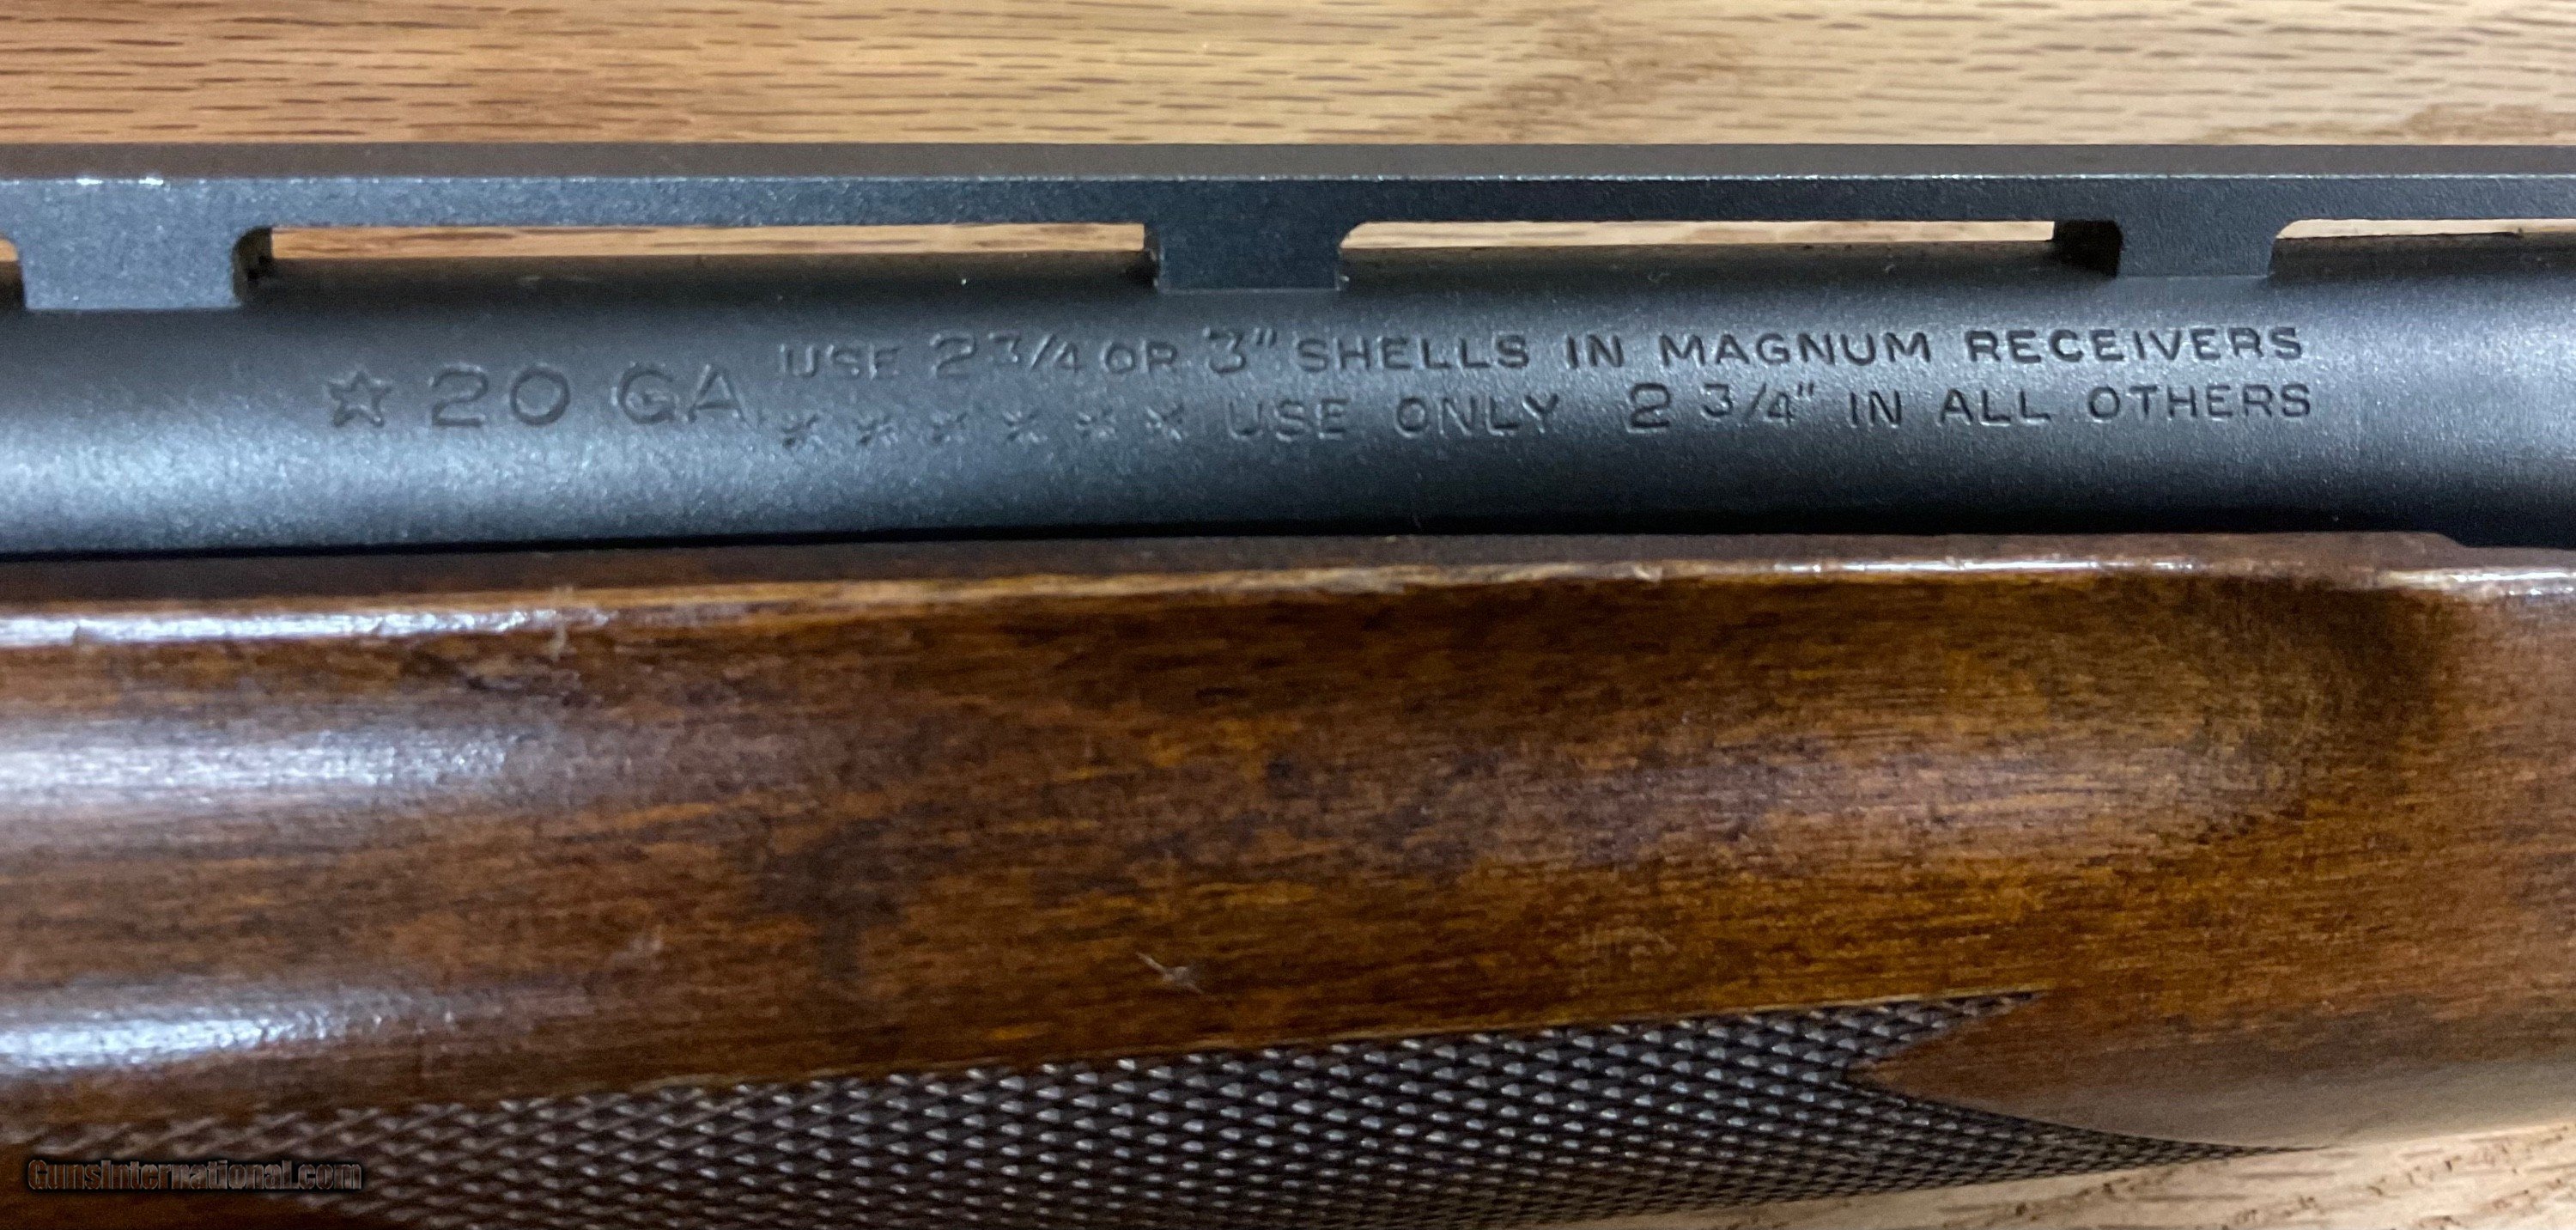 ☆ 20 GA. USE 2 3/4 OR 3" SHELLS IN MAGNUM RECEIVERS
****** USE ONLY 2 3/4" IN ALL OTHERS
GunsInternational.com